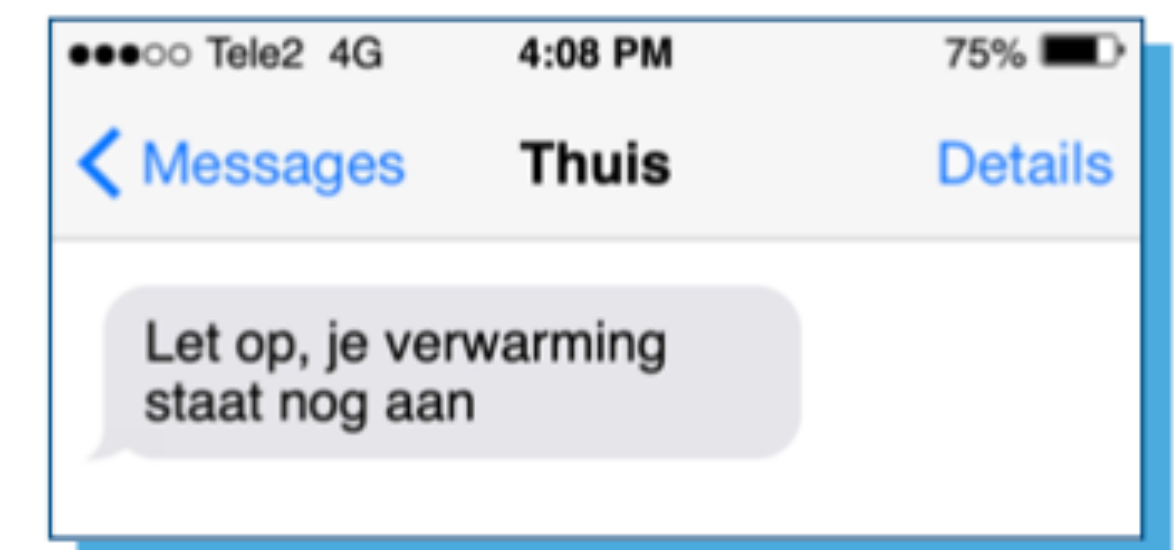 Tele2 4G 4:08 PM 75%
Messages Thuis Details
Let op, je verwarming
staat nog aan